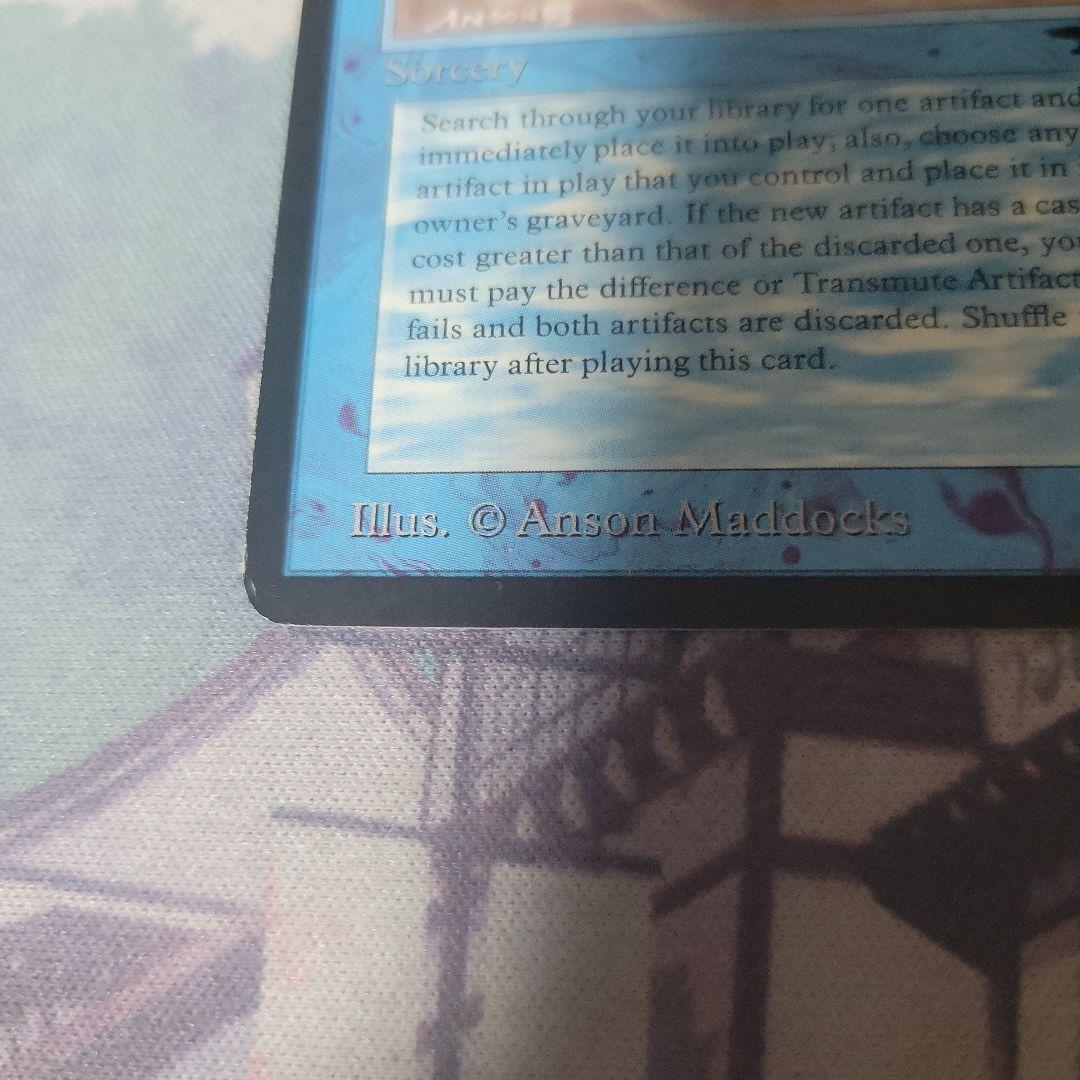 ANSON93
Sorcery
Search through your library for one artifact and
immediately place it into play; also, choose any
artifact in play that you control and place it in
owner's graveyard. If the new artifact has a cas
cost greater than that of the discarded one, you
must pay the difference or Transmute Artifact
fails and both artifacts are discarded. Shuffle
library after playing this card.
Illus. © Anson Maddocks